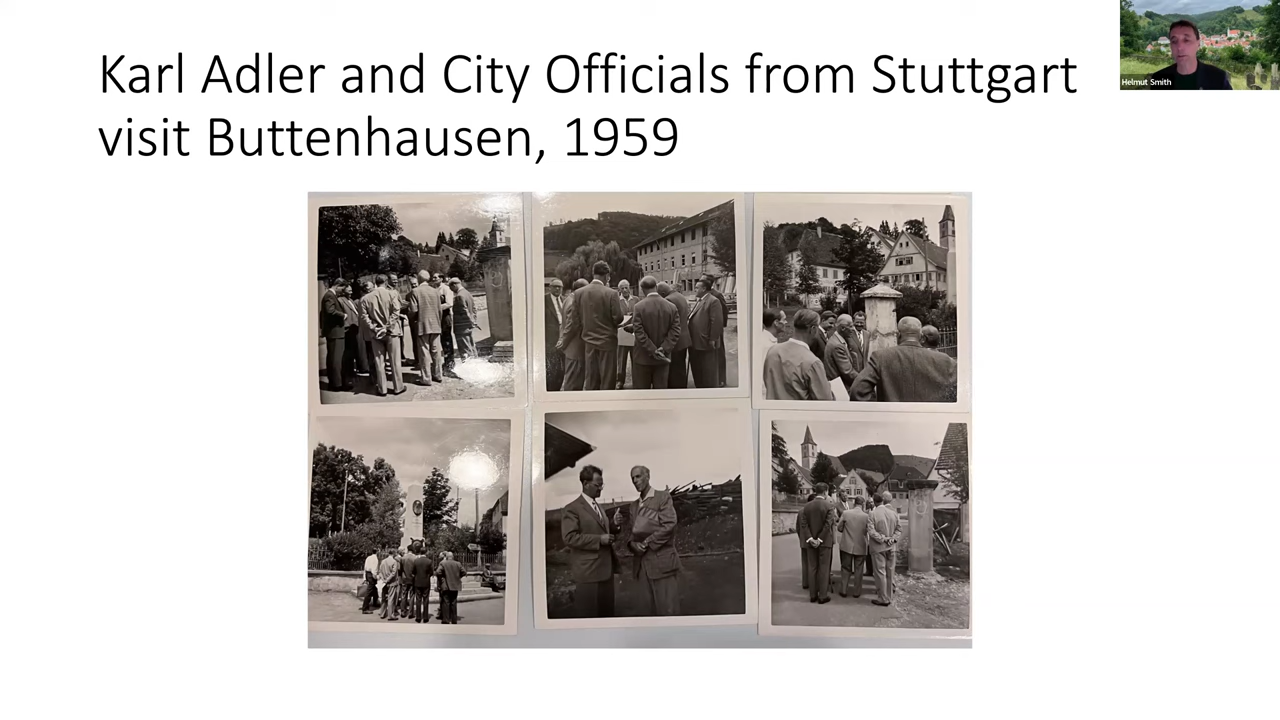 Karl Adler and City Officials from Stuttgart
visit Buttenhausen, 1959
Helmut Smith